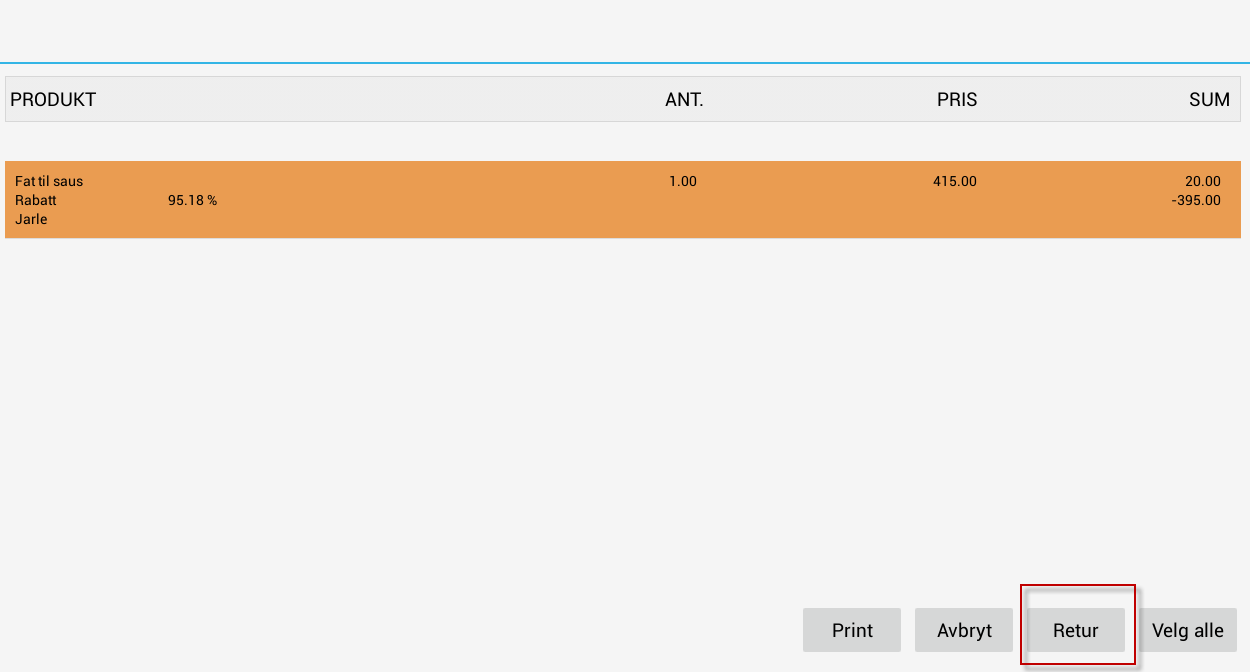 PRODUKT ANT. PRIS SUM
Fat til saus 1.00 415.00 20.00
Rabatt 95.18 % -395.00
Jarle
Print Avbryt Retur Velg alle